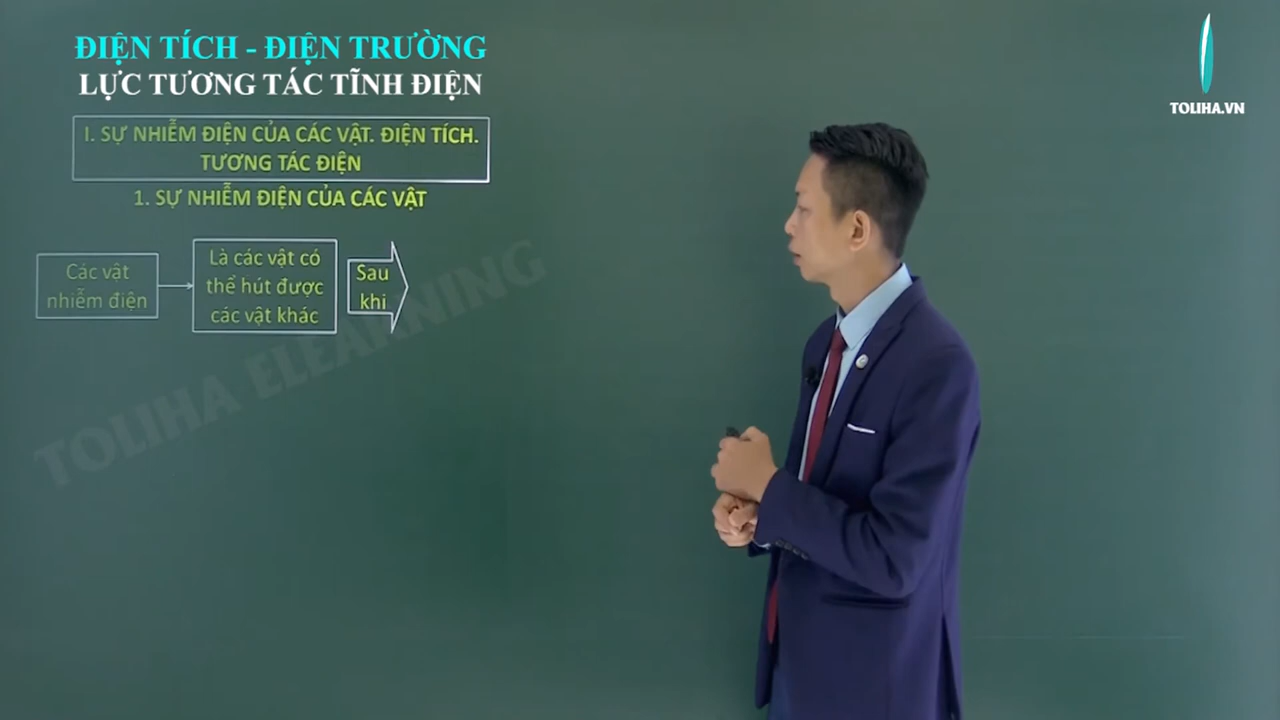 ĐIỆN TÍCH - ĐIỆN TRƯỜNG
LỰC TƯƠNG TÁC TĨNH ĐIỆN
TOLIHA.VN
I. SỰ NHIỄM ĐIỆN CỦA CÁC VẬT. ĐIỆN TÍCH.
TƯƠNG TÁC ĐIỆN
1. SỰ NHIỄM ĐIỆN CỦA CÁC VẬT
Các vật
nhiễm điện
Là các vật có
thể hút được
các vật khác
Sau
khi
TOLIHA ELEARNING